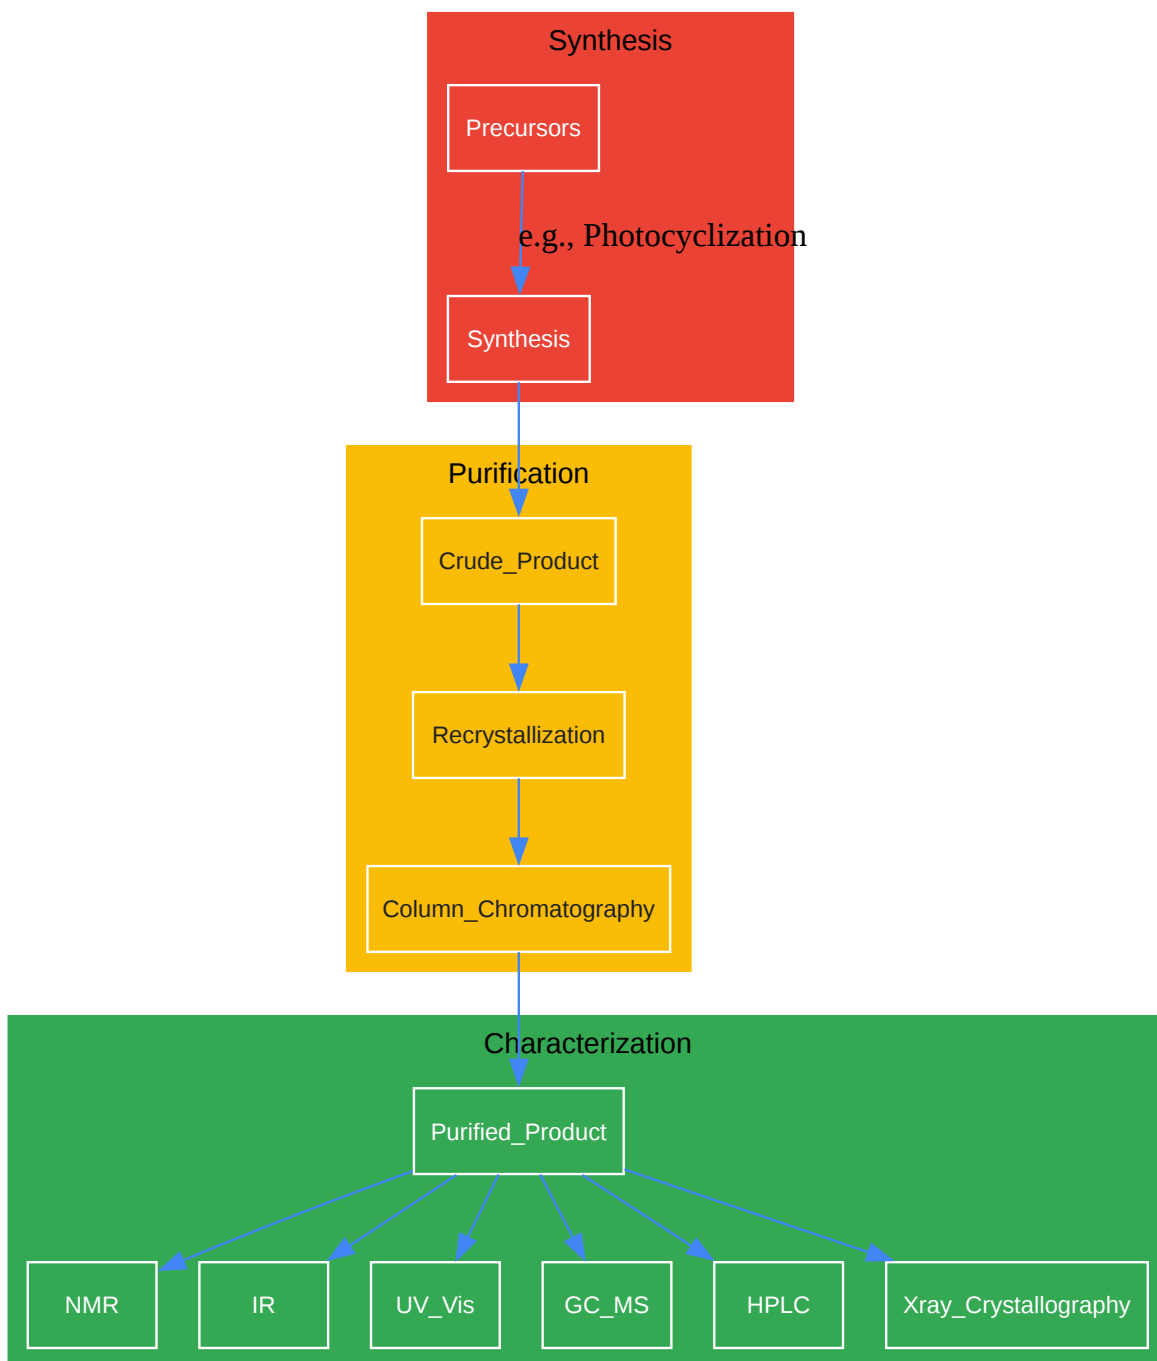 Synthesis
Precursors
e.g., Photocyclization
Synthesis
Purification
Crude_Product
Recrystallization
Column_Chromatography
Characterization
Purified_Product
NMR
IR
UV_Vis
GC_MS
HPLC
Xray_Crystallography